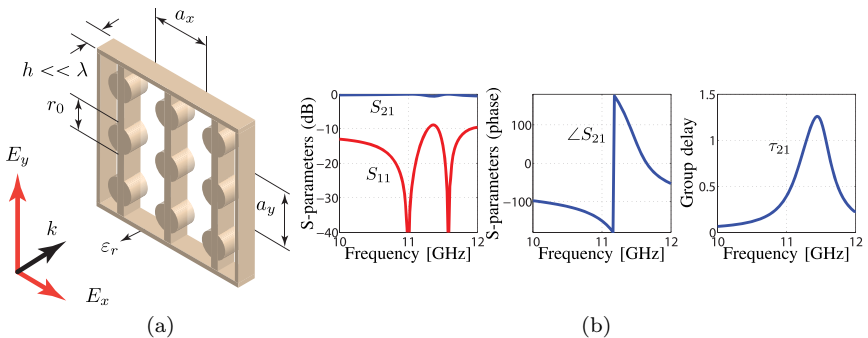 a_x
h << λ
r_0
E_y
k
a_y
ε_r
E_x
(a)
S-parameters (dB)
0
−10
−20
−30
−40
S_21
S_11
10
11
12
Frequency [GHz]
S-parameters (phase)
100
0
−100
∠S_21
10
11
12
Frequency [GHz]
Group delay
1.5
1
0.5
0
τ_21
10
11
12
Frequency [GHz]
(b)